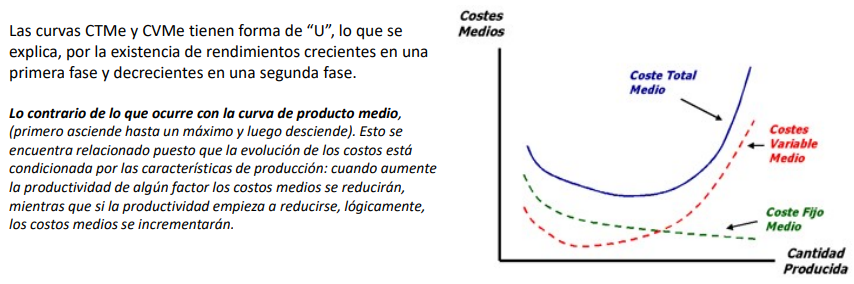 Las curvas CTMe y CVMe tienen forma de “U”, lo que se
explica, por la existencia de rendimientos crecientes en una
primera fase y decrecientes en una segunda fase.
Lo contrario de lo que ocurre con la curva de producto medio,
(primero asciende hasta un máximo y luego desciende). Esto se
encuentra relacionado puesto que la evolución de los costos está
condicionada por las características de producción: cuando aumente
la productividad de algún factor los costos medios se reducirán,
mientras que si la productividad empieza a reducirse, lógicamente,
los costos medios se incrementarán.
Costes
Medios
Coste Total
Medio
Costes
Variable
Medio
Coste Fijo
Medio
Cantidad
Producida